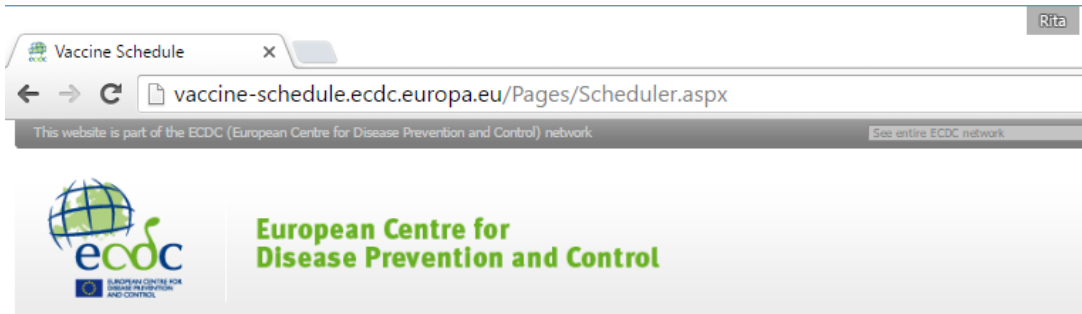 Rita
Vaccine Schedule
vaccine-schedule.ecdc.europa.eu/Pages/Scheduler.aspx
This website is part of the ECDC (European Centre for Disease Prevention and Control) network
See entire ECDC network
ecdc
EUROPEAN CENTRE FOR
DISEASE PREVENTION
AND CONTROL
European Centre for
Disease Prevention and Control